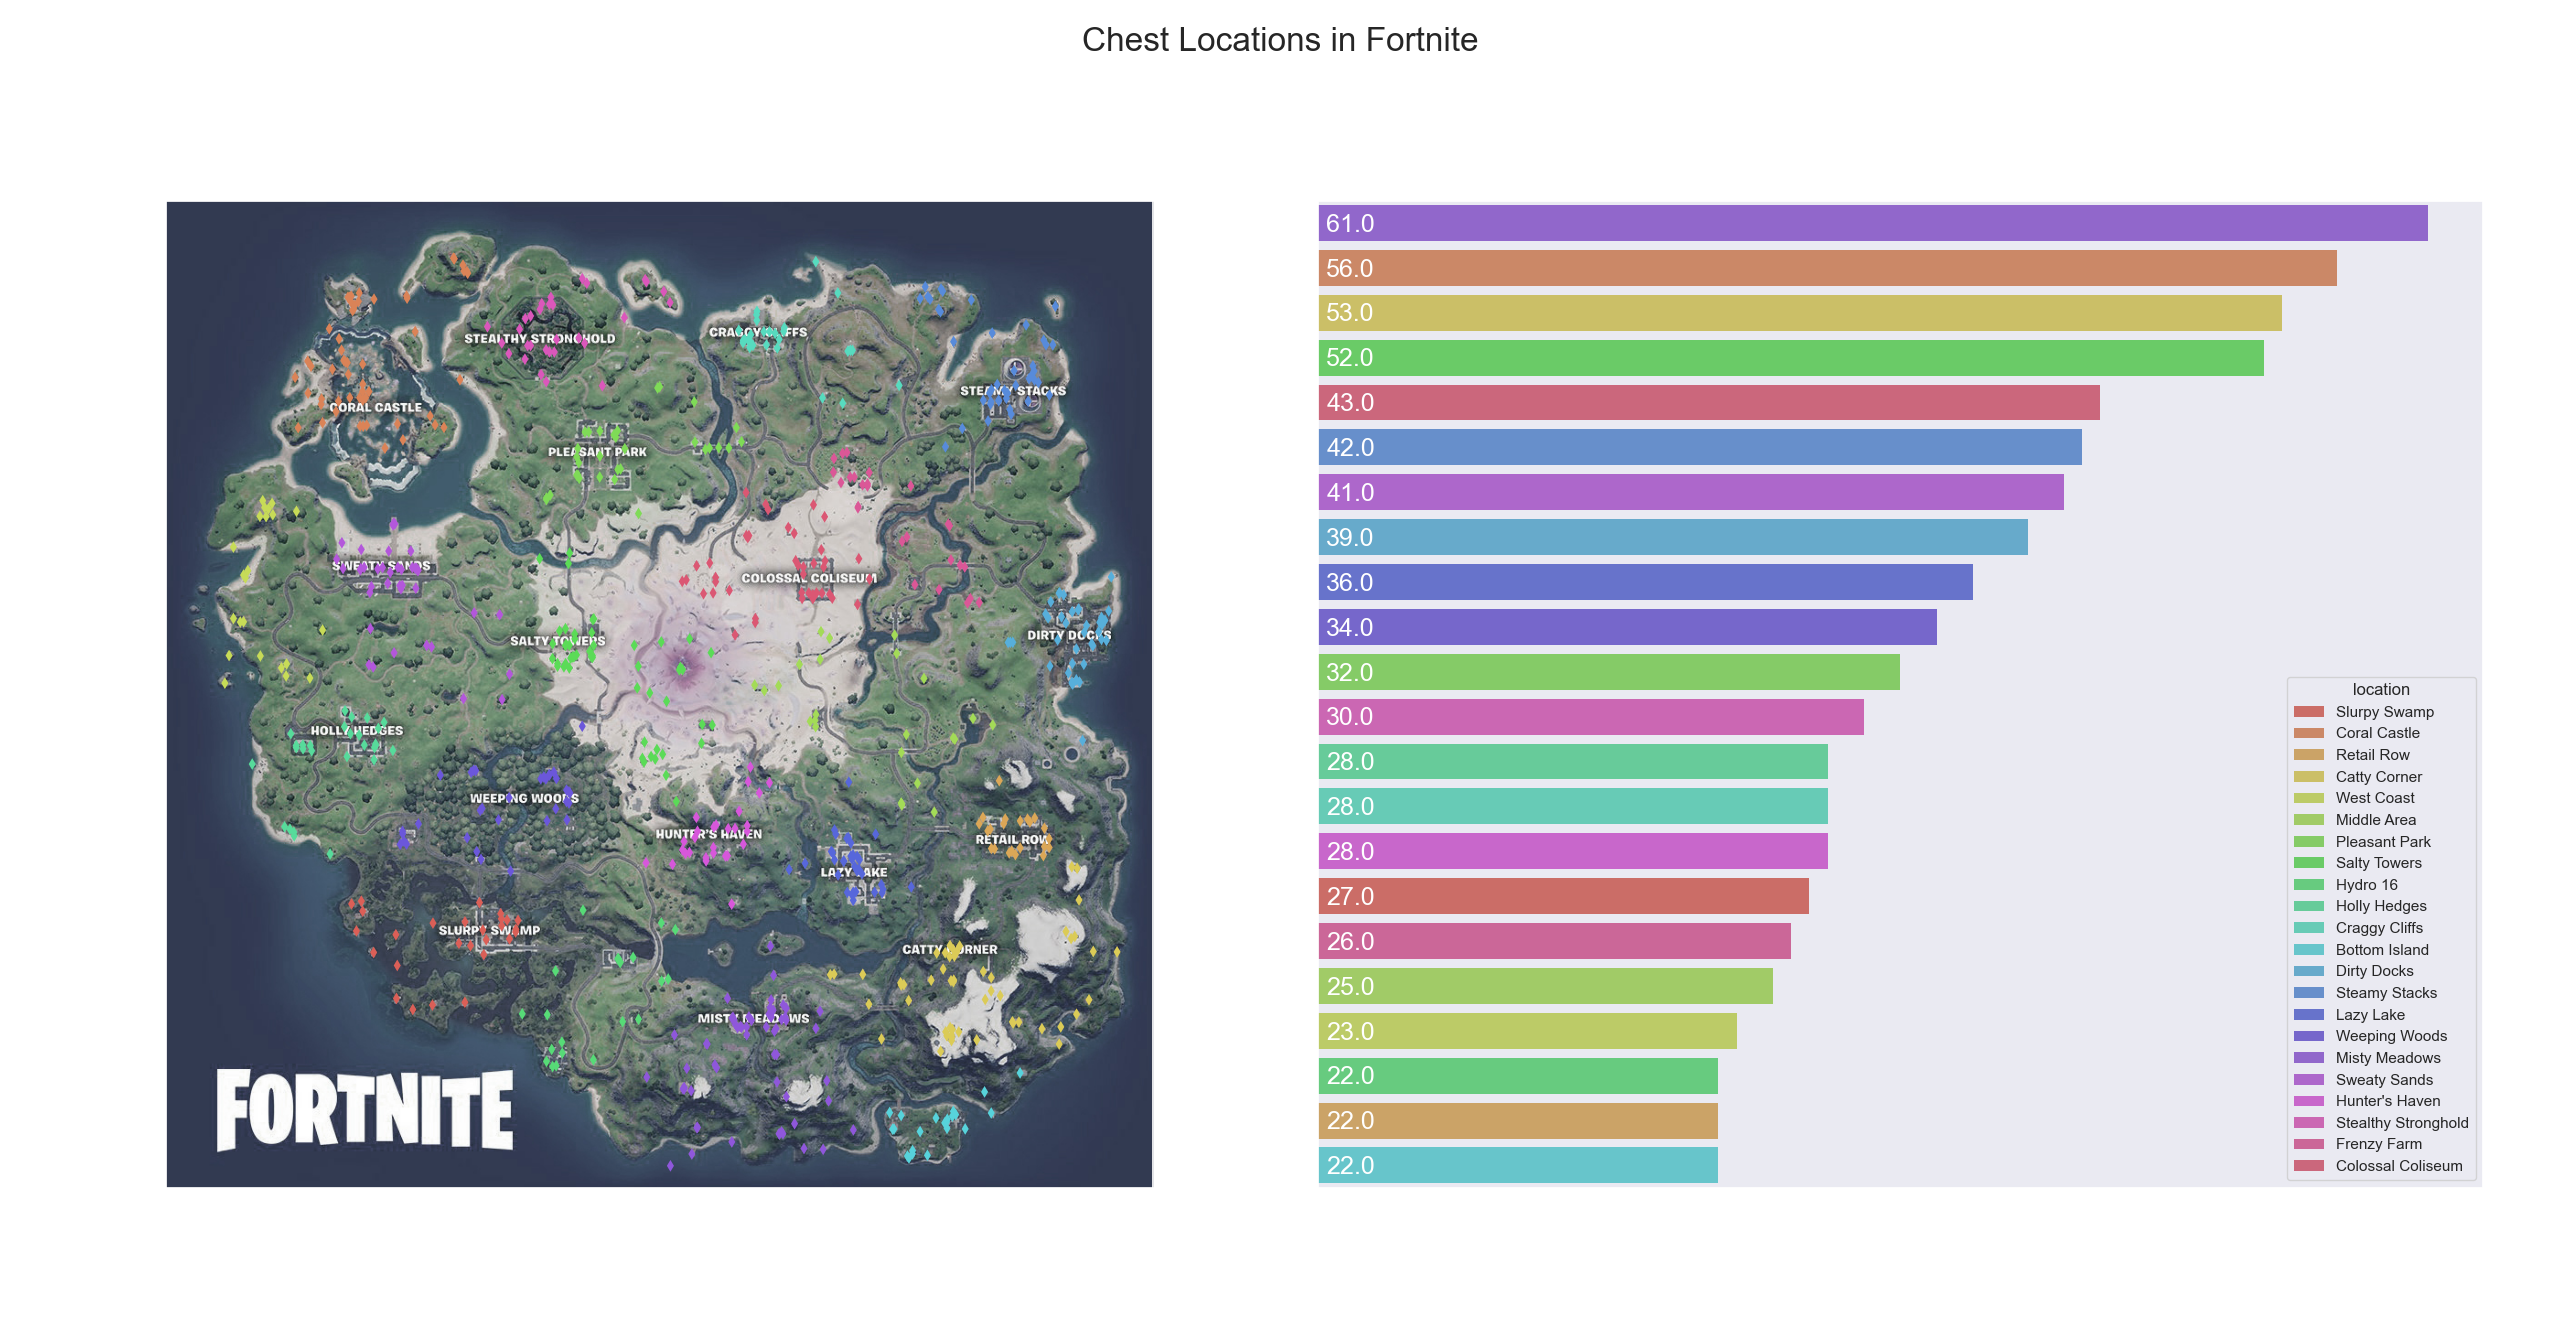 Chest Locations in Fortnite
STEALTHY STRONGHOLD
CRAGGY CLIFFS
STEAMY STACKS
CORAL CASTLE
PLEASANT PARK
SWEATY SANDS
COLOSSAL COLISEUM
DIRTY DOCKS
SALTY TOWERS
HOLLY HEDGES
WEEPING WOODS
HUNTER'S HAVEN
RETAIL ROW
LAZY LAKE
SLURPY SWAMP
CATTY CORNER
MISTY MEADOWS
FORTNITE
61.0
56.0
53.0
52.0
43.0
42.0
41.0
39.0
36.0
34.0
32.0
30.0
28.0
28.0
28.0
27.0
26.0
25.0
23.0
22.0
22.0
22.0
location
Slurpy Swamp
Coral Castle
Retail Row
Catty Corner
West Coast
Middle Area
Pleasant Park
Salty Towers
Hydro 16
Holly Hedges
Craggy Cliffs
Bottom Island
Dirty Docks
Steamy Stacks
Lazy Lake
Weeping Woods
Misty Meadows
Sweaty Sands
Hunter's Haven
Stealthy Stronghold
Frenzy Farm
Colossal Coliseum